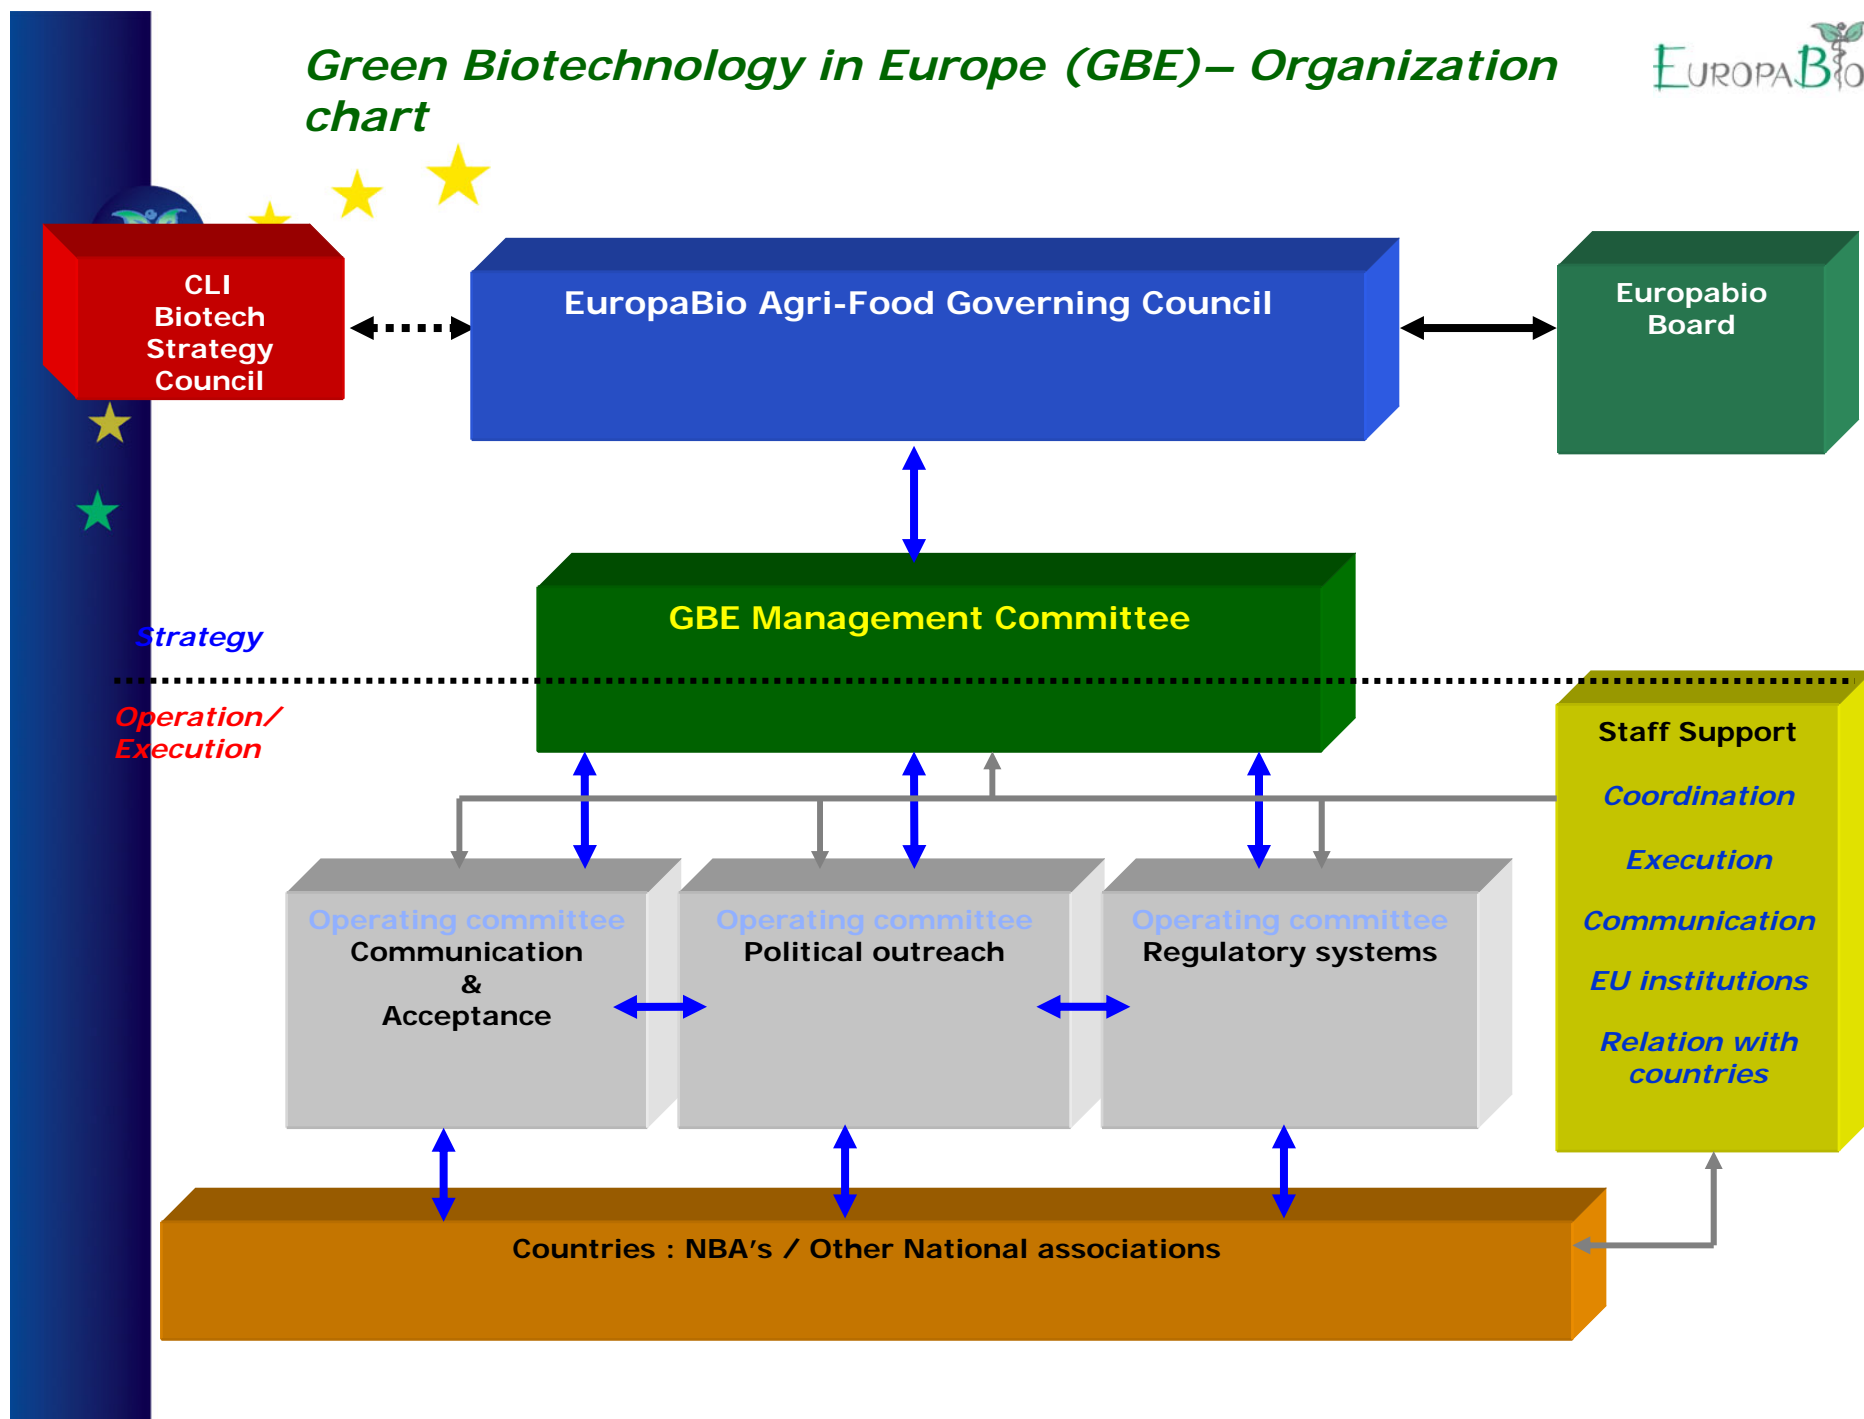 Green Biotechnology in Europe (GBE)– Organization
chart
EUROPABIO
CLI
Biotech
Strategy
Council
EuropaBio Agri-Food Governing Council
Europabio
Board
GBE Management Committee
Strategy
Operation/
Execution
Staff Support
Coordination
Execution
Communication
EU institutions
Relation with
countries
Operating committee
Communication
&
Acceptance
Operating committee
Political outreach
Operating committee
Regulatory systems
Countries : NBA's / Other National associations